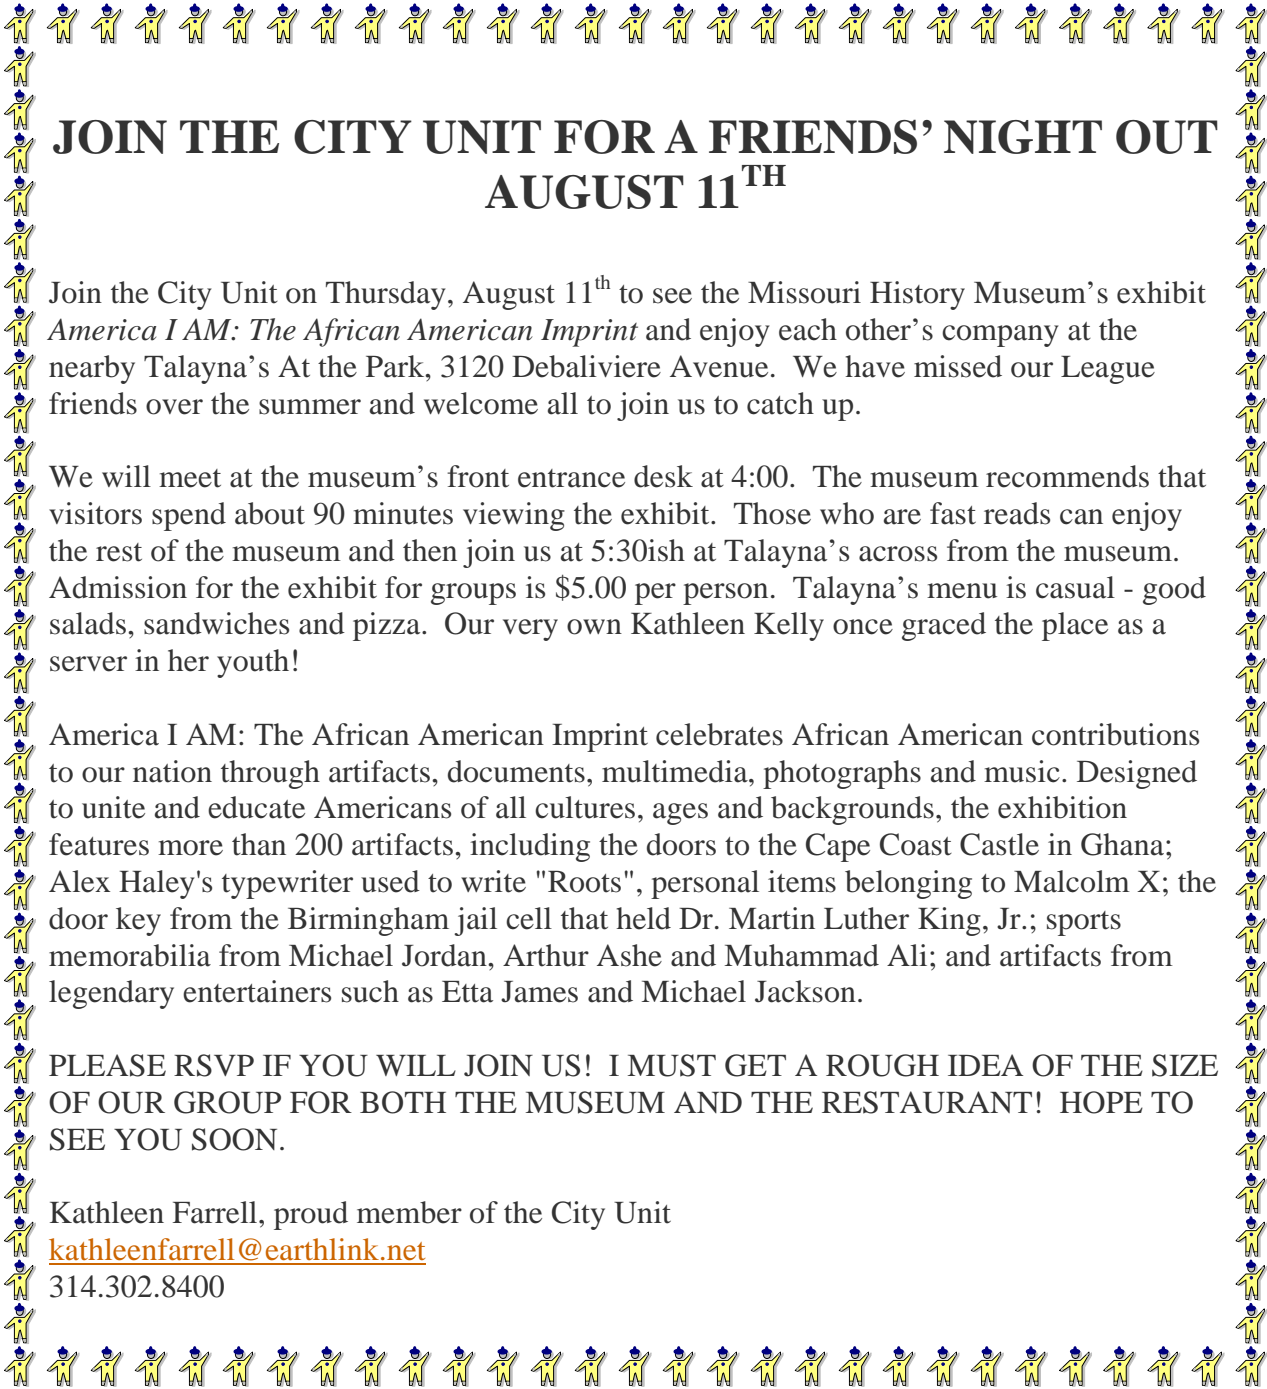 JOIN THE CITY UNIT FOR A FRIENDS’ NIGHT OUT
AUGUST 11TH
Join the City Unit on Thursday, August 11th to see the Missouri History Museum’s exhibit
America I AM: The African American Imprint and enjoy each other’s company at the
nearby Talayna’s At the Park, 3120 Debaliviere Avenue.  We have missed our League
friends over the summer and welcome all to join us to catch up.
We will meet at the museum’s front entrance desk at 4:00.  The museum recommends that
visitors spend about 90 minutes viewing the exhibit.  Those who are fast reads can enjoy
the rest of the museum and then join us at 5:30ish at Talayna’s across from the museum.
Admission for the exhibit for groups is $5.00 per person.  Talayna’s menu is casual - good
salads, sandwiches and pizza.  Our very own Kathleen Kelly once graced the place as a
server in her youth!
America I AM: The African American Imprint celebrates African American contributions
to our nation through artifacts, documents, multimedia, photographs and music. Designed
to unite and educate Americans of all cultures, ages and backgrounds, the exhibition
features more than 200 artifacts, including the doors to the Cape Coast Castle in Ghana;
Alex Haley's typewriter used to write "Roots", personal items belonging to Malcolm X; the
door key from the Birmingham jail cell that held Dr. Martin Luther King, Jr.; sports
memorabilia from Michael Jordan, Arthur Ashe and Muhammad Ali; and artifacts from
legendary entertainers such as Etta James and Michael Jackson.
PLEASE RSVP IF YOU WILL JOIN US!  I MUST GET A ROUGH IDEA OF THE SIZE
OF OUR GROUP FOR BOTH THE MUSEUM AND THE RESTAURANT!  HOPE TO
SEE YOU SOON.
Kathleen Farrell, proud member of the City Unit
kathleenfarrell@earthlink.net
314.302.8400